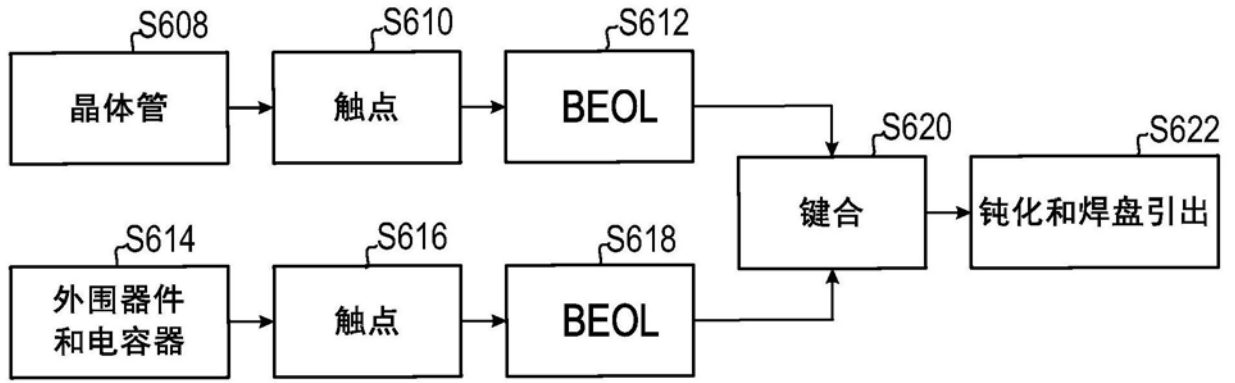 S608
晶体管
S610
触点
S612
BEOL
S614
外围器件
和电容器
S616
触点
S618
BEOL
S620
键合
S622
钝化和焊盘引出